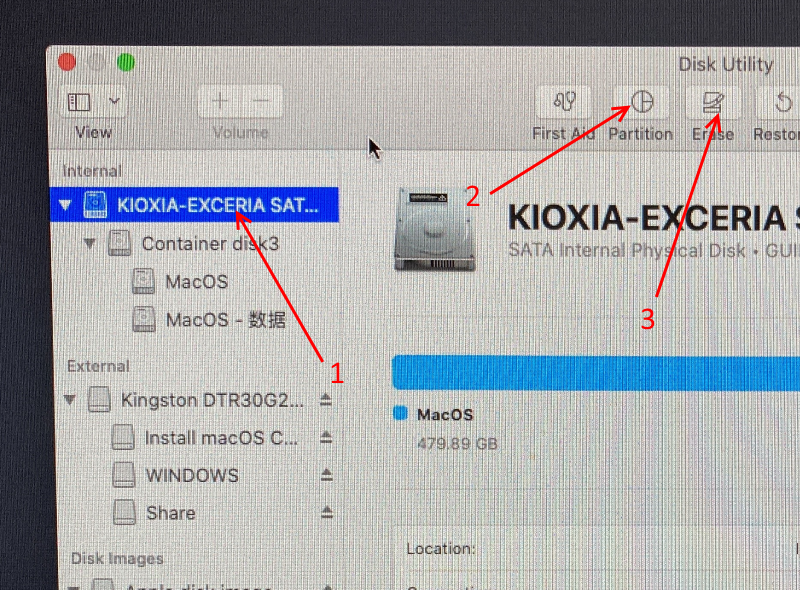 Disk Utility
View
Volume
First Aid
Partition
Erase
Internal
KIOXIA-EXCERIA SAT...
Container disk3
MacOS
MacOS - 数据
External
Kingston DTR30G2...
Install macOS C...
WINDOWS
Share
Disk Images
2
KIOXIA-EXCERIA
SATA Internal Physical Disk • GUI
3
1
MacOS
479.89 GB
Location: